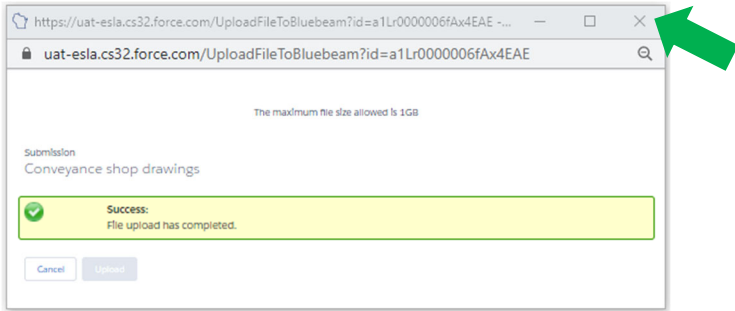 https://uat-esla.cs32.force.com/UploadFileToBluebeam?id=a1Lr0000006fAx4EAE -...
uat-esla.cs32.force.com/UploadFileToBluebeam?id=a1Lr0000006fAx4EAE
The maximum file size allowed is 1GB
Submission
Conveyance shop drawings
Success:
File upload has completed.
Cancel Upload